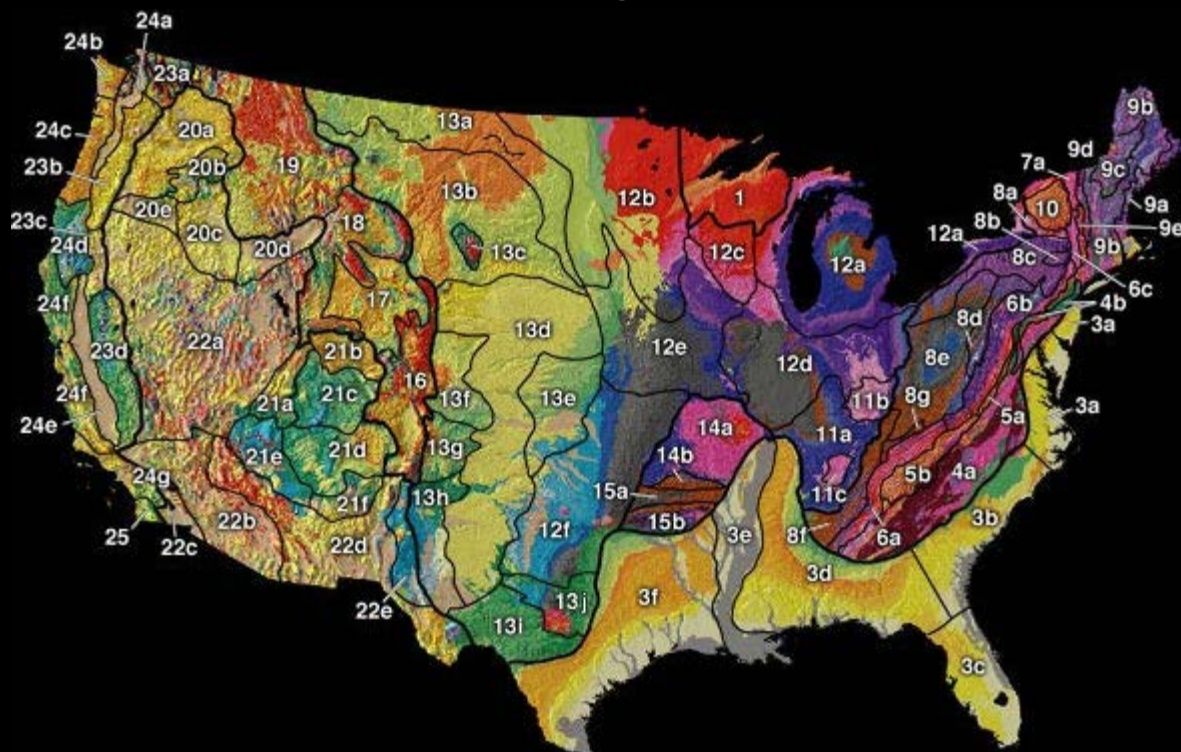 24a
24b
23a
13a
9b
20a
24c
9d
7a
9c
20b
19
8a
23b
13b
12b
1
10
9a
20e
18
8b
23c
20c
12c
12a
9e
24d
20d
13c
12a
8c
9b
24f
17
6b
6c
4b
13d
8d
3a
22a
12e
23d
21b
12d
8e
16
21c
24f
13f
13e
11b
8g
21a
5a
3a
24e
14a
11a
21e
21d
13g
14b
5b
4a
24g
21f
13h
15a
11c
25
22b
15b
8f
3b
22c
22d
12f
3e
6a
3d
22e
13j
3f
13i
3c